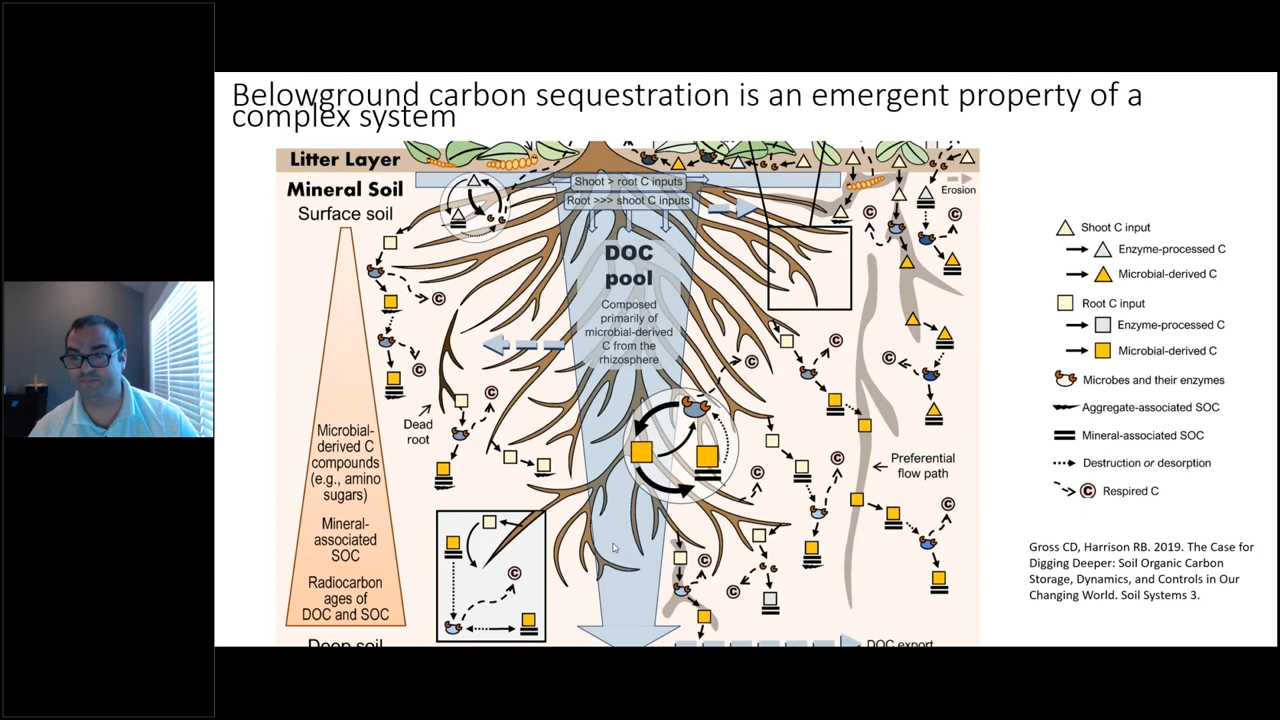 Belowground carbon sequestration is an emergent property of a
complex system
Litter Layer
Mineral Soil
Surface soil
Shoot > root C inputs
Root >>> shoot C inputs
Erosion
DOC
pool
Composed
primarily of
microbial-derived
C from the
rhizosphere
Dead
root
Microbial-
derived C
compounds
(e.g., amino
sugars)
Mineral-
associated
SOC
Radiocarbon
ages of
DOC and SOC
Deep soil
Preferential
flow path
DOC export
C
C
C
C
C
C
C
C
C
C
C
C
C
C
Shoot C input
Enzyme-processed C
Microbial-derived C
Root C input
Enzyme-processed C
Microbial-derived C
Microbes and their enzymes
Aggregate-associated SOC
Mineral-associated SOC
Destruction or desorption
C Respired C
Gross CD, Harrison RB. 2019. The Case for
Digging Deeper: Soil Organic Carbon
Storage, Dynamics, and Controls in Our
Changing World. Soil Systems 3.